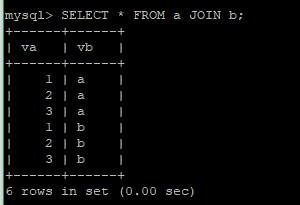 mysql> SELECT * FROM a JOIN b;
+------+------+
| va   | vb   |
+------+------+
|    1 | a    |
|    2 | a    |
|    3 | a    |
|    1 | b    |
|    2 | b    |
|    3 | b    |
+------+------+
6 rows in set (0.00 sec)